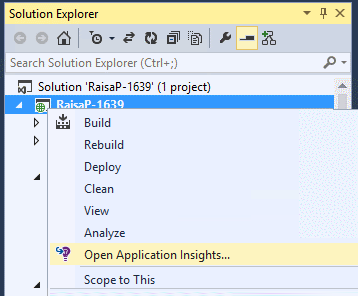 Solution Explorer
Search Solution Explorer (Ctrl+;)
Solution 'RaisaP-1639' (1 project)
RaisaP-1639
Build
Rebuild
Deploy
Clean
View
Analyze
Open Application Insights...
Scope to This